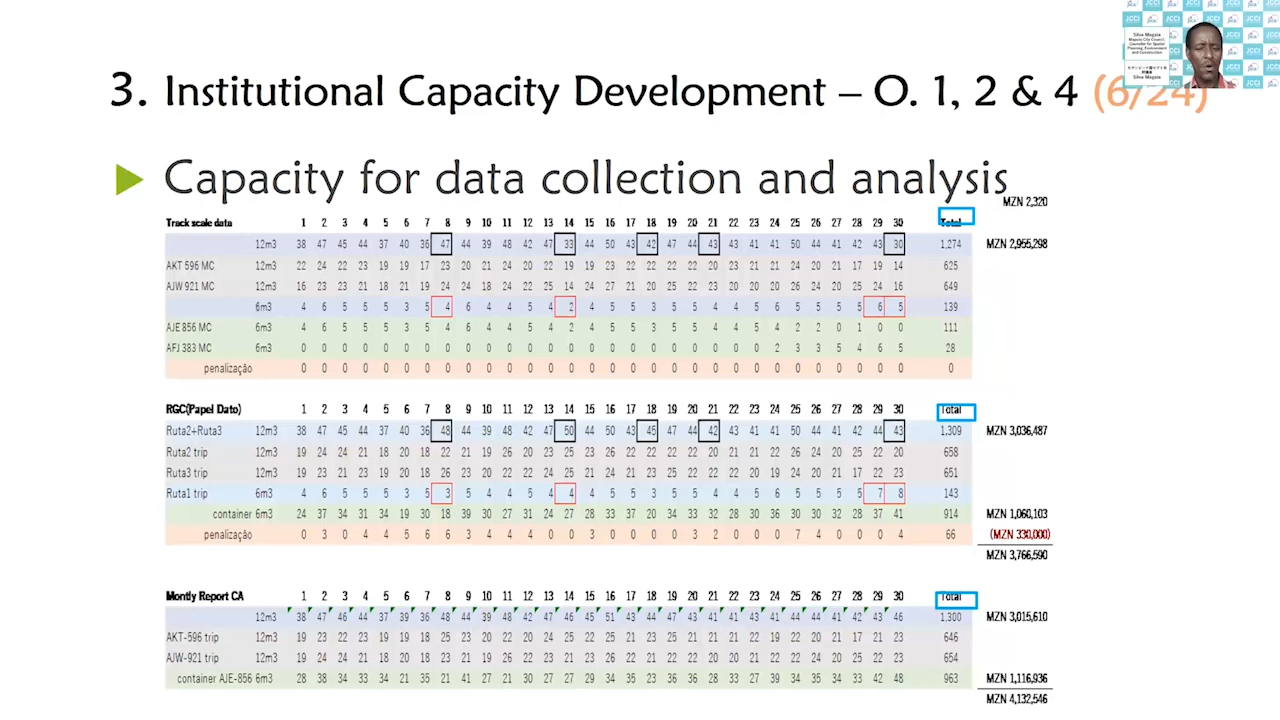 JCCI
Silva Magaia
Maputo City Council,
Councilor for Spatial
Planning, Environment
and Construction
Silva Magaia
3. Institutional Capacity Development – O. 1, 2 & 4 (6/24)
Capacity for data collection and analysis
MZN 2,320
Track scale data 1 2 3 4 5 6 7 8 9 10 11 12 13 14 15 16 17 18 19 20 21 22 23 24 25 26 27 28 29 30 Total
12m3 38 47 45 44 37 40 36 47 44 39 48 42 47 33 44 50 43 42 47 44 43 43 41 41 50 44 41 42 43 30 1,274 MZN 2,955,298
AKT 596 MC 12m3 22 24 22 23 19 19 17 23 20 21 24 20 22 19 19 23 22 22 22 22 20 23 21 21 24 20 21 17 19 14 625
AJW 921 MC 12m3 16 23 23 21 18 21 19 24 24 18 24 22 25 14 24 27 21 20 25 22 23 20 20 20 26 24 20 25 24 16 649
6m3 4 6 5 5 5 3 5 4 6 4 4 5 4 2 4 5 5 3 5 5 4 4 5 6 5 5 5 5 6 5 139
AJE 856 MC 6m3 4 6 5 5 5 3 5 4 6 4 4 5 4 2 4 5 5 3 5 5 4 4 5 4 2 2 0 1 0 0 111
AFJ 383 MC 6m3 0 0 0 0 0 0 0 0 0 0 0 0 0 0 0 0 0 0 0 0 0 0 0 2 3 3 5 4 6 5 28
penalização 0 0 0 0 0 0 0 0 0 0 0 0 0 0 0 0 0 0 0 0 0 0 0 0 0 0 0 0 0 0 0
RGC(Papel Dato) 1 2 3 4 5 6 7 8 9 10 11 12 13 14 15 16 17 18 19 20 21 22 23 24 25 26 27 28 29 30 Total
Ruta2+Ruta3 12m3 38 47 45 44 37 40 36 48 44 39 48 42 47 50 44 50 43 45 47 44 42 43 41 41 50 44 41 42 44 43 1,309 MZN 3,036,487
Ruta2 trip 12m3 19 24 24 21 18 20 18 22 21 19 26 20 23 25 23 26 22 22 22 22 20 21 21 22 26 24 20 25 22 20 658
Ruta3 trip 12m3 19 23 21 23 19 20 18 26 23 20 22 22 24 25 21 24 21 23 25 22 22 22 20 19 24 20 21 17 22 23 651
Ruta1 trip 6m3 4 6 5 5 5 3 5 3 5 4 4 5 4 4 4 5 5 3 5 5 4 4 5 6 5 5 5 5 7 8 143
container 6m3 24 37 34 31 34 19 30 18 39 30 27 31 24 27 28 33 37 20 34 33 32 28 30 36 30 30 32 28 37 41 914 MZN 1,060,103
penalização 0 3 0 4 4 5 6 6 3 4 4 4 0 0 3 0 0 0 0 3 2 0 0 0 7 4 0 0 0 4 66 (MZN 330,000)
MZN 3,766,590
Montly Report CA 1 2 3 4 5 6 7 8 9 10 11 12 13 14 15 16 17 18 19 20 21 22 23 24 25 26 27 28 29 30 Total
12m3 38 47 46 44 37 39 36 48 44 39 48 42 47 46 45 51 43 44 47 43 41 41 43 41 44 44 41 42 43 46 1,300 MZN 3,015,610
AKT-596 trip 12m3 19 23 22 23 19 19 18 25 23 20 22 20 24 25 22 25 21 23 25 21 21 21 22 19 22 20 21 17 21 23 646
AJW-921 trip 12m3 19 24 24 21 18 20 18 23 21 19 26 22 23 21 23 26 22 21 22 22 20 20 21 22 22 24 20 25 22 23 654
container AJE-856 6m3 28 38 34 33 34 21 35 21 41 27 21 30 27 27 29 34 35 23 36 36 28 33 27 39 34 35 34 33 42 48 963 MZN 1,116,936
MZN 4,132,546